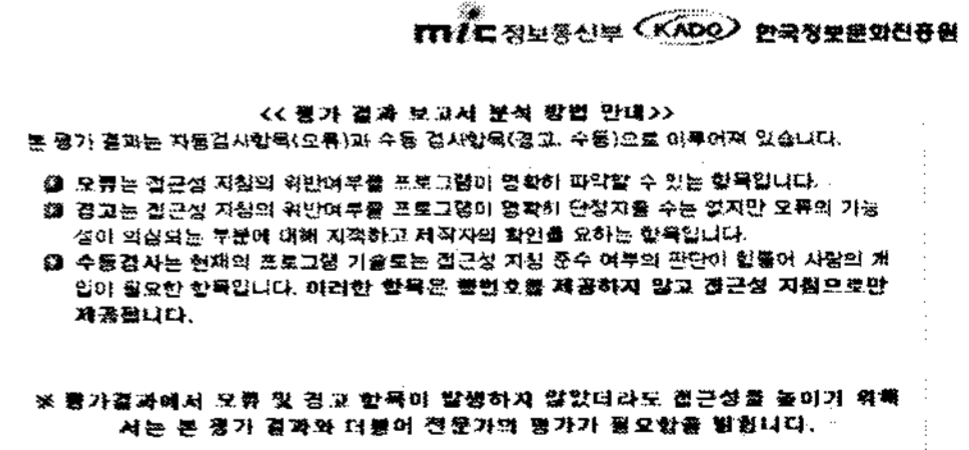 mic 정보통신부 KADO 한국정보문화진흥원
<< 평가 결과 보고서 분석 방법 안내>>
본 평가 결과는 자동검사항목(오류)과 수동 검사항목(경고, 수동)으로 이루어져 있습니다.
오류는 접근성 지침의 위반여부를 프로그램이 명확히 파악할 수 있는 항목입니다.
경고는 접근성 지침의 위반여부를 프로그램이 명확히 단정지을 수는 없지만 오류의 가능
성이 의심되는 부분에 대해 지적하고 제작자의 확인을 요하는 항목입니다.
수동검사는 현재의 프로그램 기술로는 접근성 지침 준수 여부의 판단이 힘들어 사람의 개
입이 필요한 항목입니다. 이러한 항목은 행번호를 제공하지 않고 접근성 지침으로만
제공됩니다.
※ 평가결과에서 오류 및 경고 항목이 발생하지 않았더라도 접근성을 높이기 위해
서는 본 평가 결과와 더불어 전문가의 평가가 필요함을 밝힙니다.